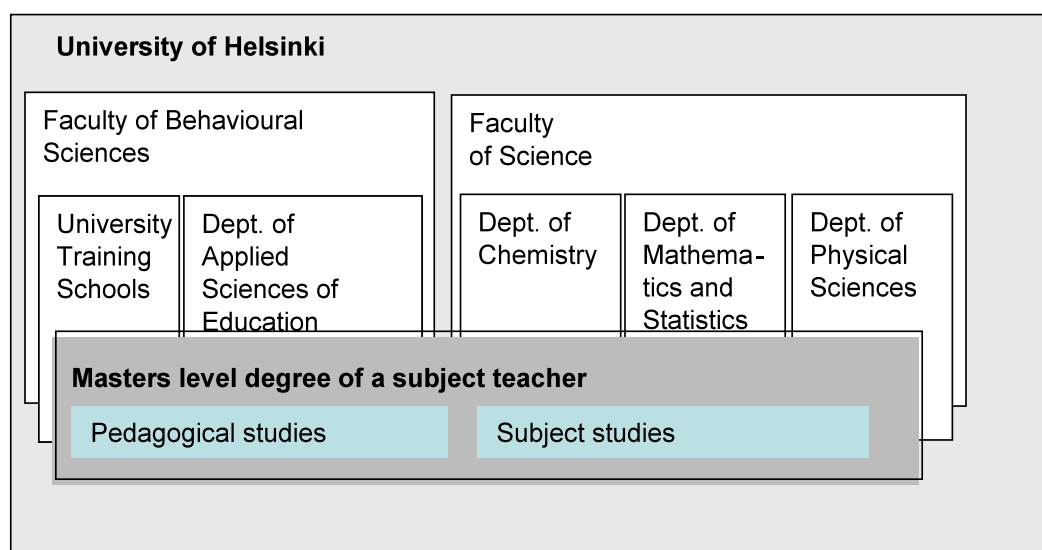 University of Helsinki
Faculty of Behavioural
Sciences
University
Training
Schools
Dept. of
Applied
Sciences of
Education
Faculty
of Science
Dept. of
Chemistry
Dept. of
Mathema-
tics and
Statistics
Dept. of
Physical
Sciences
Masters level degree of a subject teacher
Pedagogical studies
Subject studies